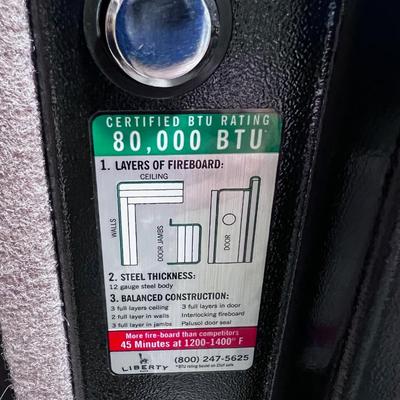 CERTIFIED BTU RATING
80,000 BTU*
1. LAYERS OF FIREBOARD:
CEILING
WALLS
DOOR JAMBS
DOOR
2. STEEL THICKNESS:
12 gauge steel body
3. BALANCED CONSTRUCTION:
3 full layers ceiling 3 full layers in door
2 full layer in walls Interlocking fireboard
3 full layer in jambs Palusol door seal
More fire-board than competitors
45 Minutes at 1200-1400° F
LIBERTY
(800) 247-5625
*BTU rating based on 25cf safe